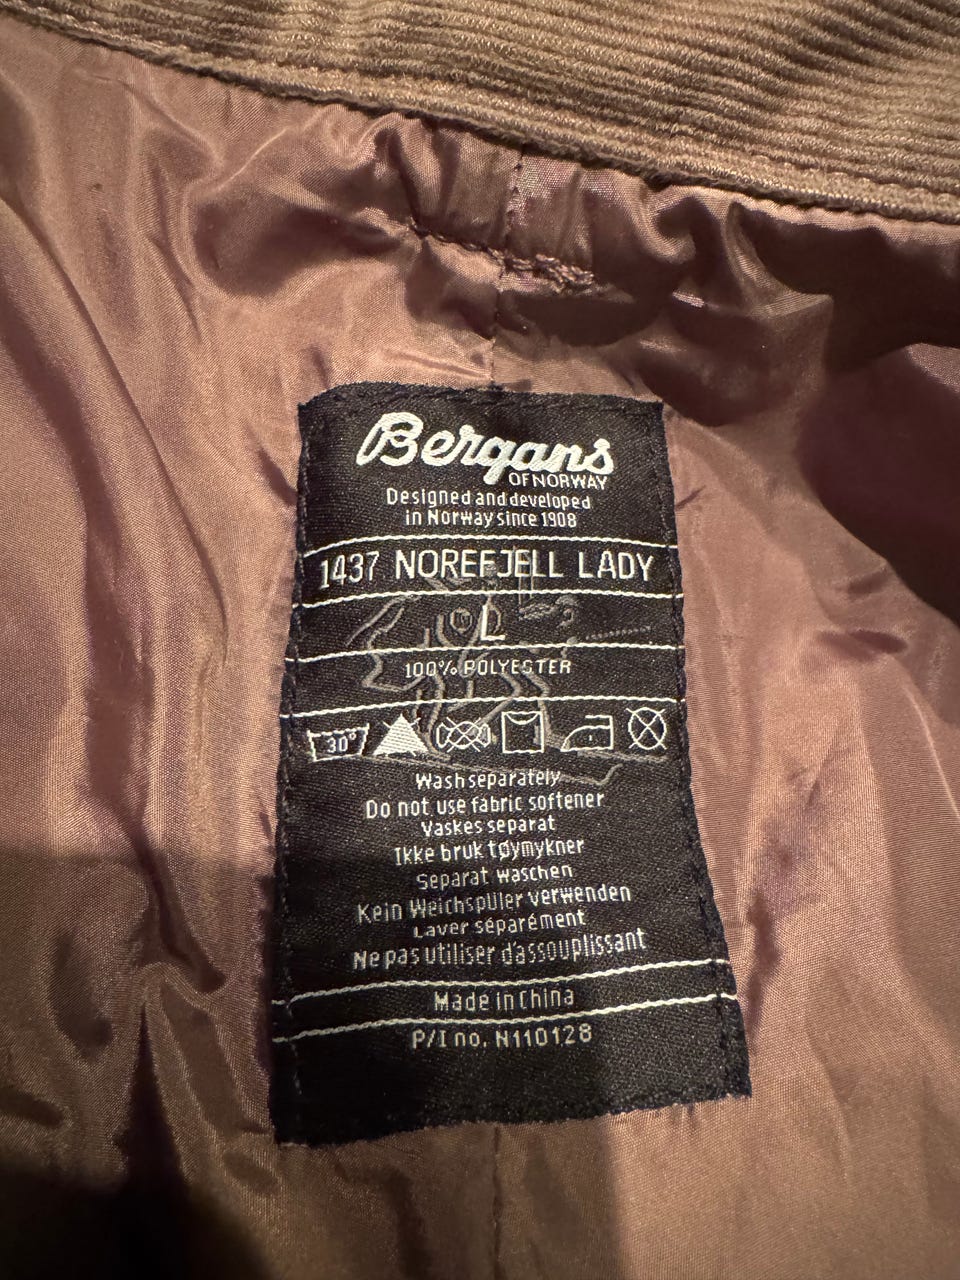 Bergans
OF NORWAY
Designed and developed
in Norway since 1908
1437 NOREFJELL LADY
L
100% POLYESTER
30°
Wash separately
Do not use fabric softener
Vaskes separat
Ikke bruk tøymykner
Separat waschen
Kein Weichspüler verwenden
Laver séparément
Ne pas utiliser d'assouplissant
Made in China
P/I no. N110128